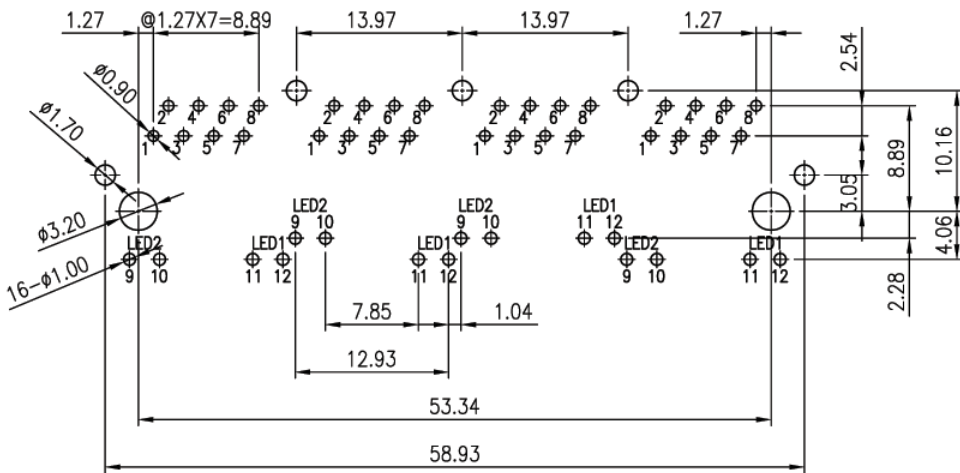 1.27 @1.27X7=8.89 13.97 13.97 1.27
2.54
ø0.90
2 4 6 8 2 4 6 8 2 4 6 8 2 4 6 8
ø1.70
1 3 5 7 1 3 5 7 1 3 5 7 1 3 5 7
8.89 10.16
3.05
ø3.20
LED2 LED2
9 10 9 10 11 12
LED2 LED1 LED1 LED2 LED1
4.06
16-ø1.00
9 10 11 12 11 12 9 10 11 12
2.28
7.85 1.04
12.93
53.34
58.93